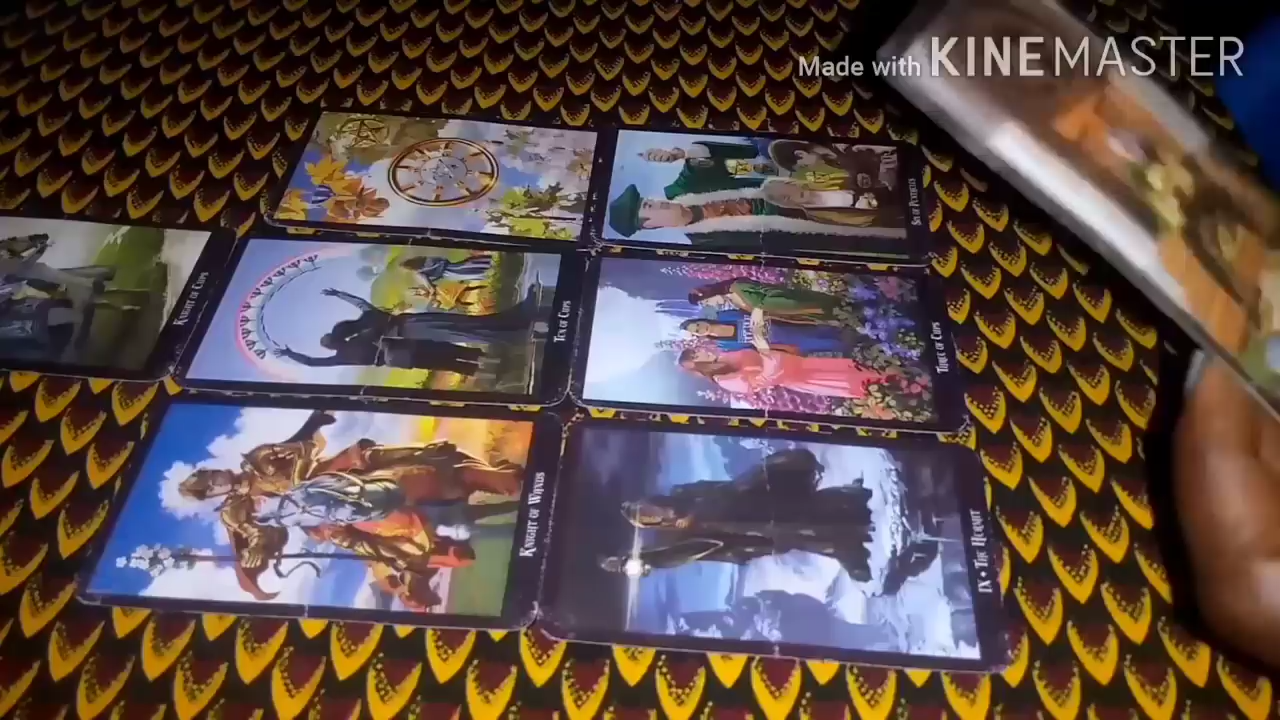 Made with KINEMASTER
SIX OF PENTACLES
KNIGHT OF CUPS
TEN OF CUPS
THREE OF CUPS
KNIGHT OF WANDS
IX • THE HERMIT